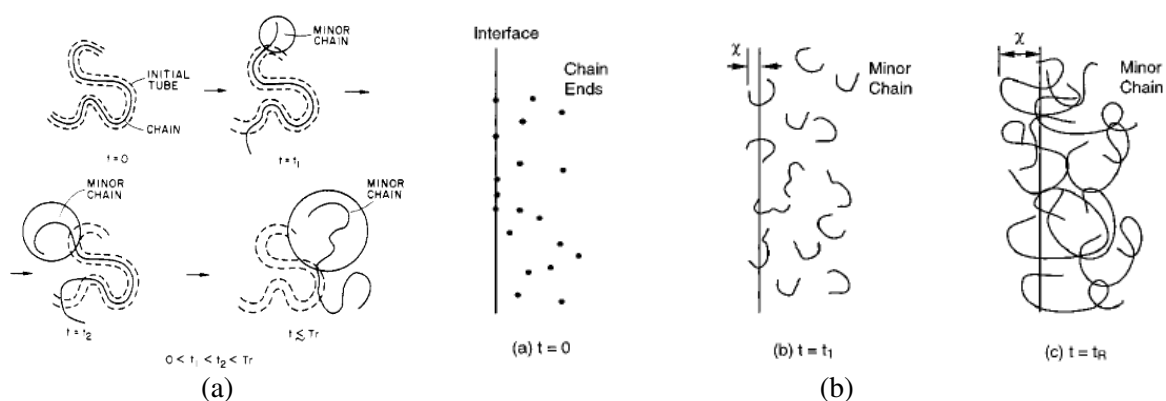 MINOR
CHAIN
INITIAL
TUBE
CHAIN
t=0
t=t₁
MINOR
CHAIN
MINOR
CHAIN
t=t₂
t≲Tr
0 < t₁ < t₂ < Tr
(a)
Interface
Chain
Ends
(a) t = 0
χ
Minor
Chain
(b) t = t₁
χ
Minor
Chain
(c) t = tR
(b)